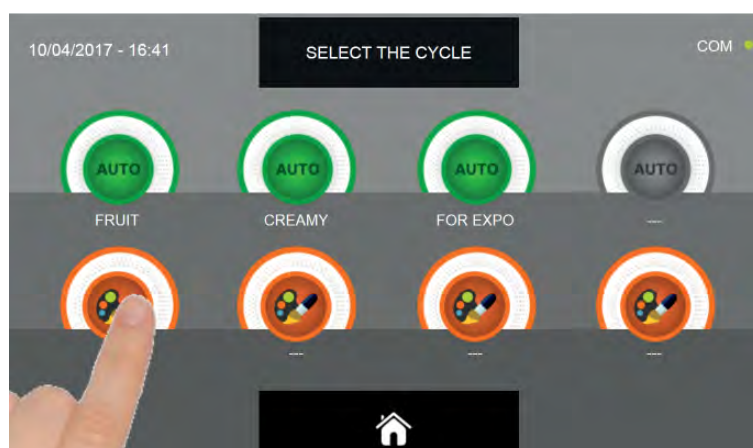 10/04/2017 - 16:41
SELECT THE CYCLE
COM
AUTO
AUTO
AUTO
AUTO
FRUIT
CREAMY
FOR EXPO
---
---
---
---